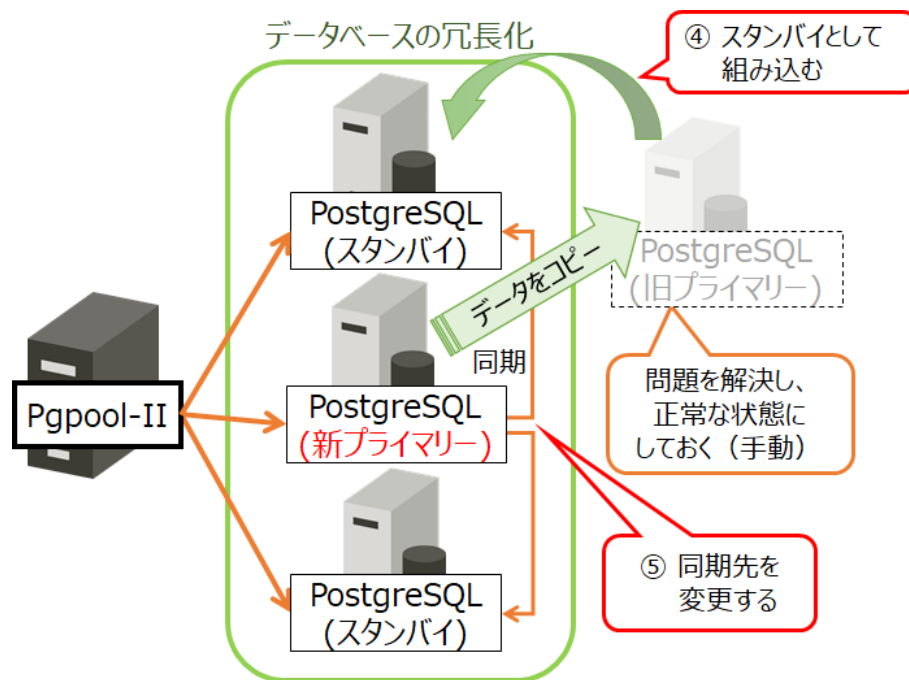 データベースの冗長化
④ スタンバイとして
組み込む
PostgreSQL
(スタンバイ)
データをコピー
PostgreSQL
(旧プライマリー)
同期
Pgpool-II
PostgreSQL
(新プライマリー)
問題を解決し、
正常な状態に
しておく（手動）
PostgreSQL
(スタンバイ)
⑤ 同期先を
変更する